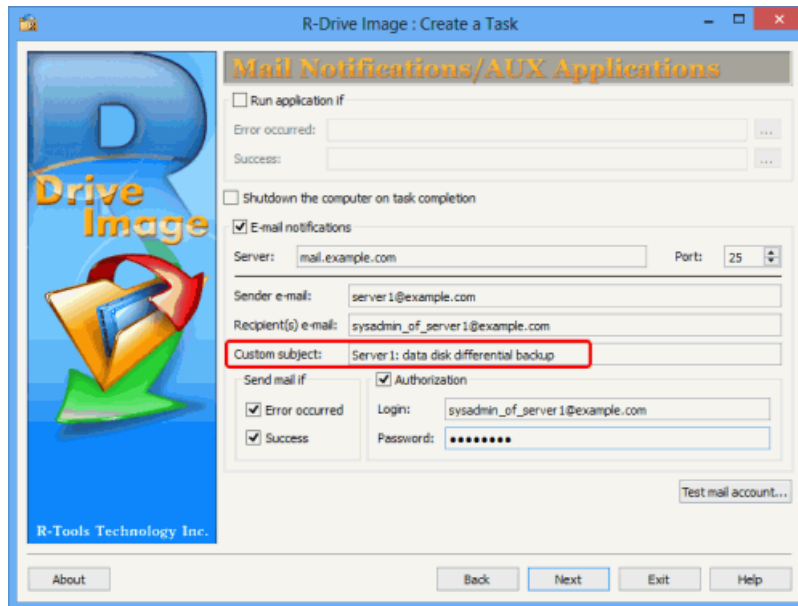 R-Drive Image : Create a Task
R
Drive
Image
R-Tools Technology Inc.
Mail Notifications/AUX Applications
Run application if
Error occurred:
...
Success:
...
Shutdown the computer on task completion
E-mail notifications
Server: mail.example.com Port: 25
Sender e-mail: server1@example.com
Recipient(s) e-mail: sysadmin_of_server1@example.com
Custom subject: Server1: data disk differential backup
Send mail if
Error occurred
Success
Authorization
Login: sysadmin_of_server1@example.com
Password: ●●●●●●●●
Test mail account...
About Back Next Exit Help